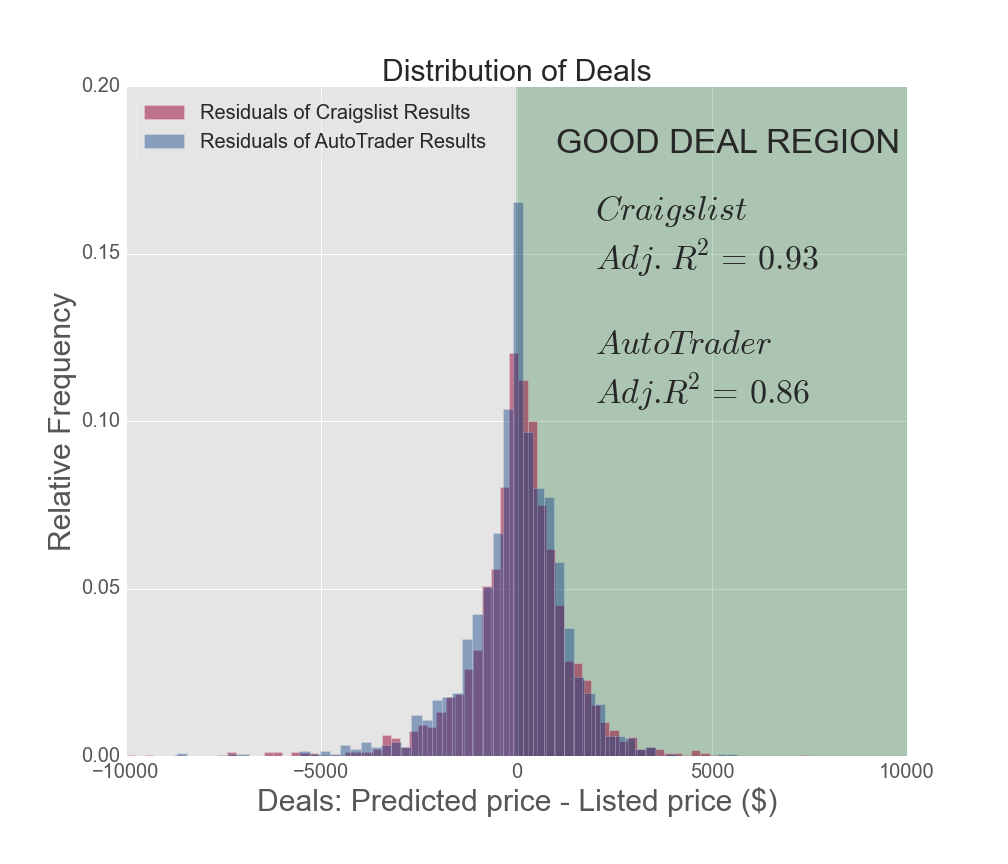 Distribution of Deals
0.20
0.15
0.10
0.05
0.00
Relative Frequency
Residuals of Craigslist Results
Residuals of AutoTrader Results
GOOD DEAL REGION
Craigslist
Adj. R² = 0.93
AutoTrader
Adj.R² = 0.86
−10000
−5000
0
5000
10000
Deals: Predicted price - Listed price ($)